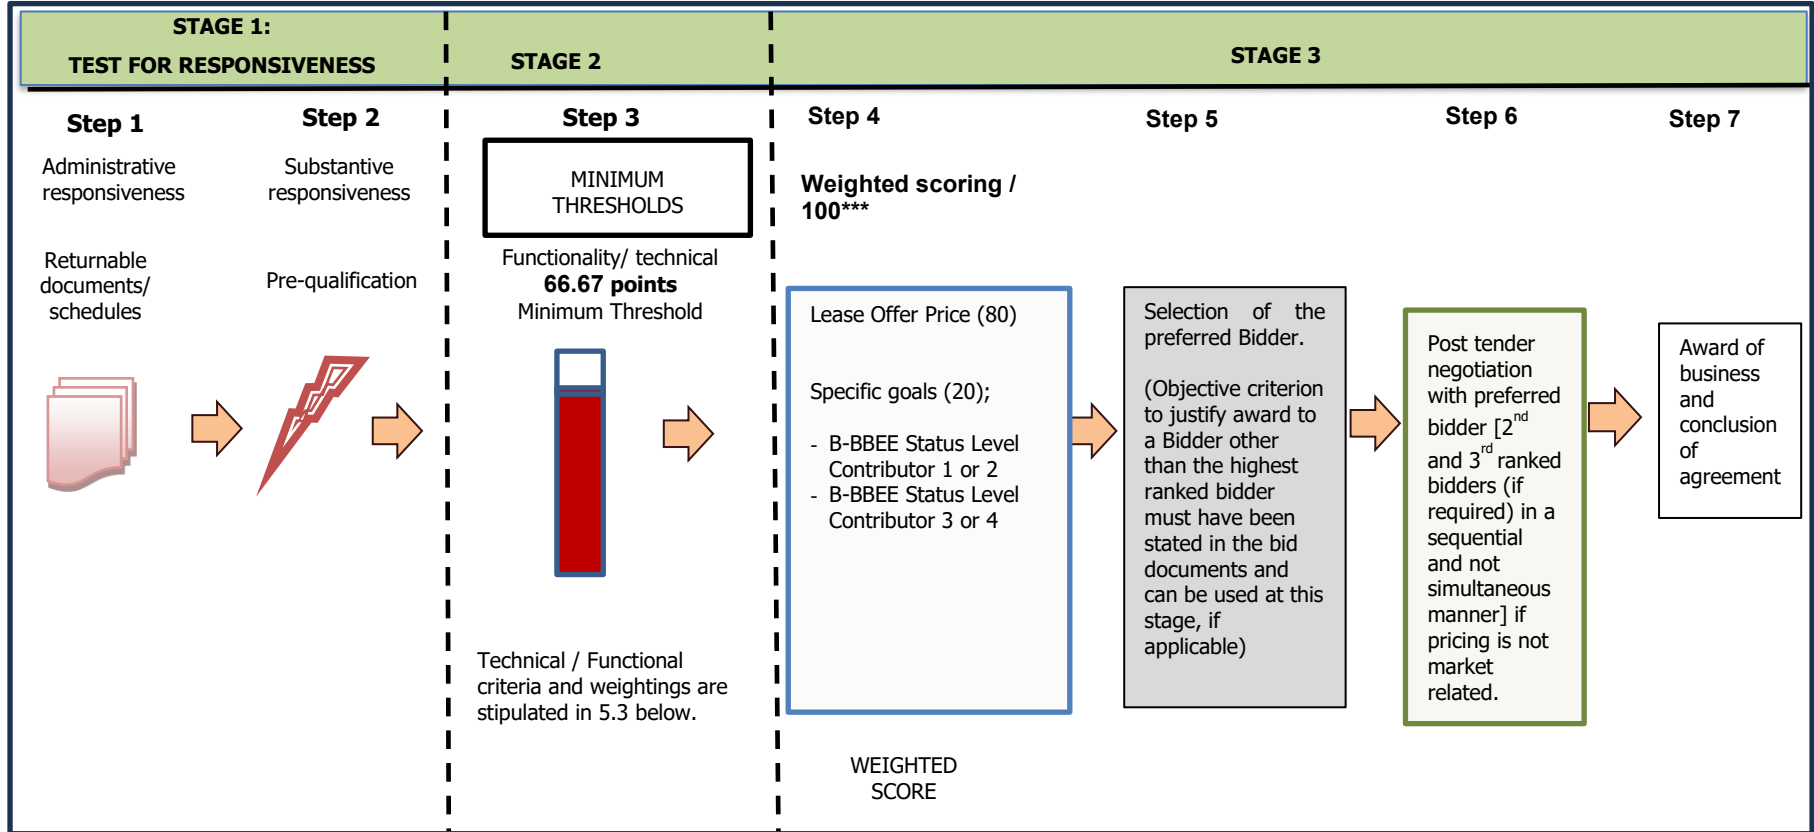 STAGE 1:
TEST FOR RESPONSIVENESS
STAGE 2
STAGE 3
Step 1
Administrative
responsiveness
Returnable
documents/
schedules
Step 2
Substantive
responsiveness
Pre-qualification
Step 3
MINIMUM
THRESHOLDS
Functionality/ technical
66.67 points
Minimum Threshold
Technical / Functional
criteria and weightings are
stipulated in 5.3 below.
Step 4
Weighted scoring /
100***
Lease Offer Price (80)
Specific goals (20);
- B-BBEE Status Level
Contributor 1 or 2
- B-BBEE Status Level
Contributor 3 or 4
WEIGHTED
SCORE
Step 5
Selection of the
preferred Bidder.
(Objective criterion
to justify award to
a Bidder other
than the highest
ranked bidder
must have been
stated in the bid
documents and
can be used at this
stage, if
applicable)
Step 6
Post tender
negotiation
with preferred
bidder [2nd
and 3rd ranked
bidders (if
required) in a
sequential
and not
simultaneous
manner] if
pricing is not
market
related.
Step 7
Award of
business
and
conclusion
of
agreement